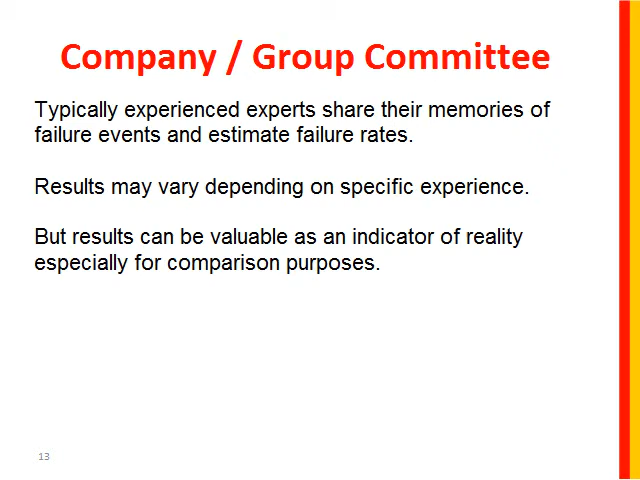 Company / Group Committee
Typically experienced experts share their memories of
failure events and estimate failure rates.
Results may vary depending on specific experience.
But results can be valuable as an indicator of reality
especially for comparison purposes.
13